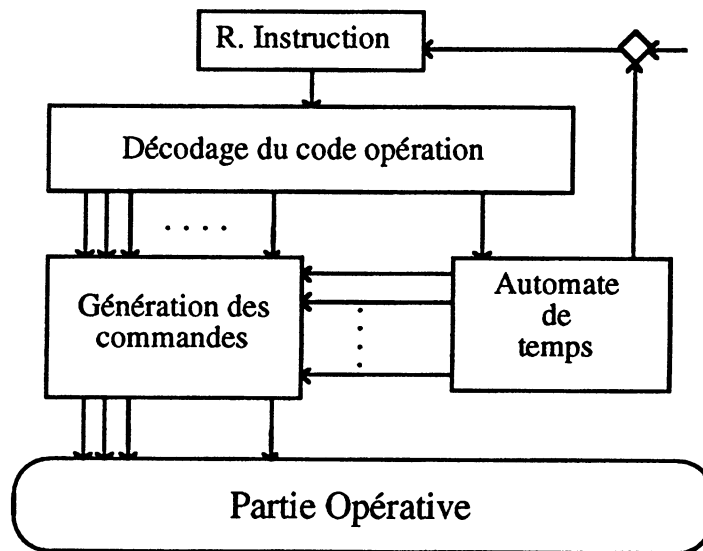 R. Instruction
Décodage du code opération
. . . .
Génération des
commandes
Automate
de
temps
Partie Opérative